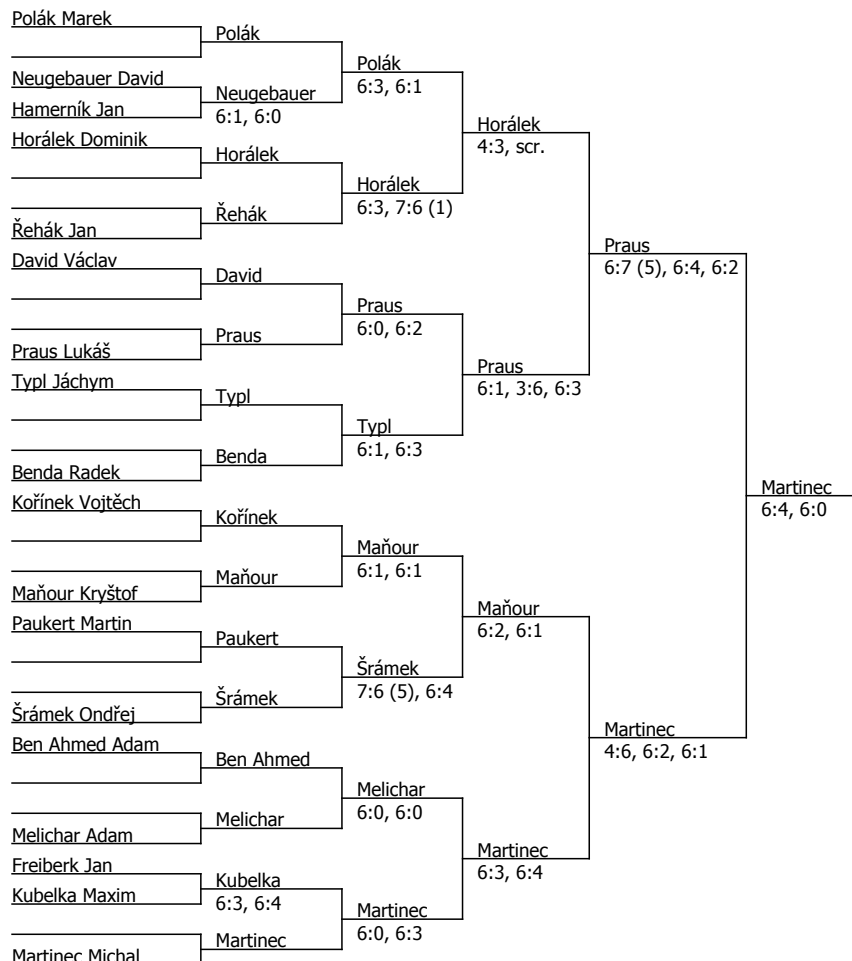 Polák Marek
Polák
Polák
6:3, 6:1
Neugebauer David
Neugebauer
6:1, 6:0
Hamerník Jan
Horálek
4:3, scr.
Horálek Dominik
Horálek
Horálek
6:3, 7:6 (1)
Řehák
Řehák Jan
Praus
6:7 (5), 6:4, 6:2
David Václav
David
Praus
6:0, 6:2
Praus
Praus Lukáš
Praus
6:1, 3:6, 6:3
Typl Jáchym
Typl
Typl
6:1, 6:3
Benda
Benda Radek
Martinec
6:4, 6:0
Kořínek Vojtěch
Kořínek
Maňour
6:1, 6:1
Maňour
Maňour Kryštof
Maňour
6:2, 6:1
Paukert Martin
Paukert
Šrámek
7:6 (5), 6:4
Šrámek
Šrámek Ondřej
Martinec
4:6, 6:2, 6:1
Ben Ahmed Adam
Ben Ahmed
Melichar
6:0, 6:0
Melichar
Melichar Adam
Martinec
6:3, 6:4
Freiberk Jan
Kubelka
6:3, 6:4
Kubelka Maxim
Martinec
6:0, 6:3
Martinec
Martinec Michal